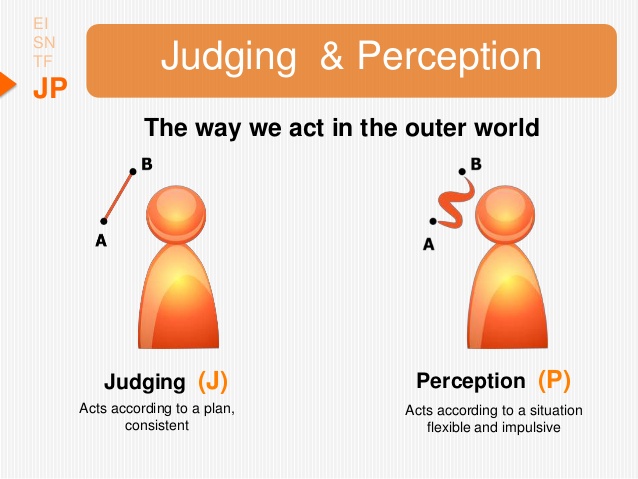 EI
SN
TF
JP
Judging & Perception
The way we act in the outer world
B
A
B
A
Judging (J)
Acts according to a plan,
consistent
Perception (P)
Acts according to a situation
flexible and impulsive